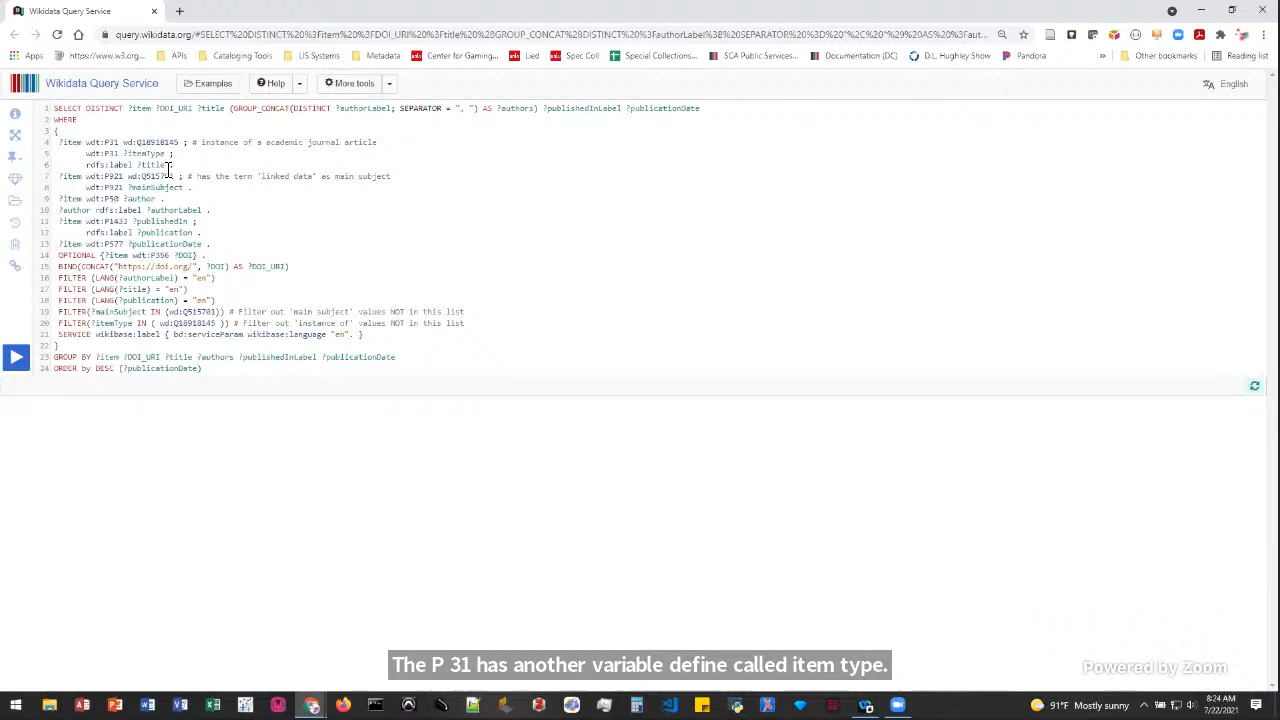 Wikidata Query Service
query.wikidata.org/#SELECT%20DISTINCT%20%3Fitem%20%3FDOI_URI%20%3Ftitle%20%28GROUP_CONCAT%28DISTINCT%20%3FauthorLabel%3B%20SEPARATOR%20%3D%20"%2C%20"%29%20AS%20%3Fauthors%29%20%3Faut...
Apps
https://www.w3.org...
APIs
Cataloging Tools
LIS Systems
Metadata
Center for Gaming...
Lied
Spec Coll
Special Collections...
SCA Public Services...
Documentation (DC)
D.L. Hughley Show
Pandora
»
Other bookmarks
Reading list
Wikidata Query Service
Examples
Help
More tools
English
1 SELECT DISTINCT ?item ?DOI_URI ?title (GROUP_CONCAT(DISTINCT ?authorLabel; SEPARATOR = ", ") AS ?authors) ?publishedInLabel ?publicationDate
2 WHERE
3 {
4 ?item wdt:P31 wd:Q18918145 ; # instance of a academic journal article
5 wdt:P31 ?itemType ;
6 rdfs:label ?title .
7 ?item wdt:P921 wd:Q515701 ; # has the term 'linked data' as main subject
8 wdt:P921 ?mainSubject .
9 ?item wdt:P50 ?author .
10 ?author rdfs:label ?authorLabel .
11 ?item wdt:P1433 ?publishedIn ;
12 rdfs:label ?publication .
13 ?item wdt:P577 ?publicationDate .
14 OPTIONAL {?item wdt:P356 ?DOI} .
15 BIND(CONCAT("https://doi.org/", ?DOI) AS ?DOI_URI)
16 FILTER (LANG(?authorLabel) = "en")
17 FILTER (LANG(?title) = "en")
18 FILTER (LANG(?publication) = "en")
19 FILTER(?mainSubject IN (wd:Q515701)) # Filter out 'main subject' values NOT in this list
20 FILTER(?itemType IN ( wd:Q18918145 )) # Filter out 'instance of' values NOT in this list
21 SERVICE wikibase:label { bd:serviceParam wikibase:language "en". }
22 }
23 GROUP BY ?item ?DOI_URI ?title ?authors ?publishedInLabel ?publicationDate
24 ORDER by DESC (?publicationDate)
The P 31 has another variable define called item type.
Powered by Zoom
91°F Mostly sunny
8:24 AM
7/22/2021